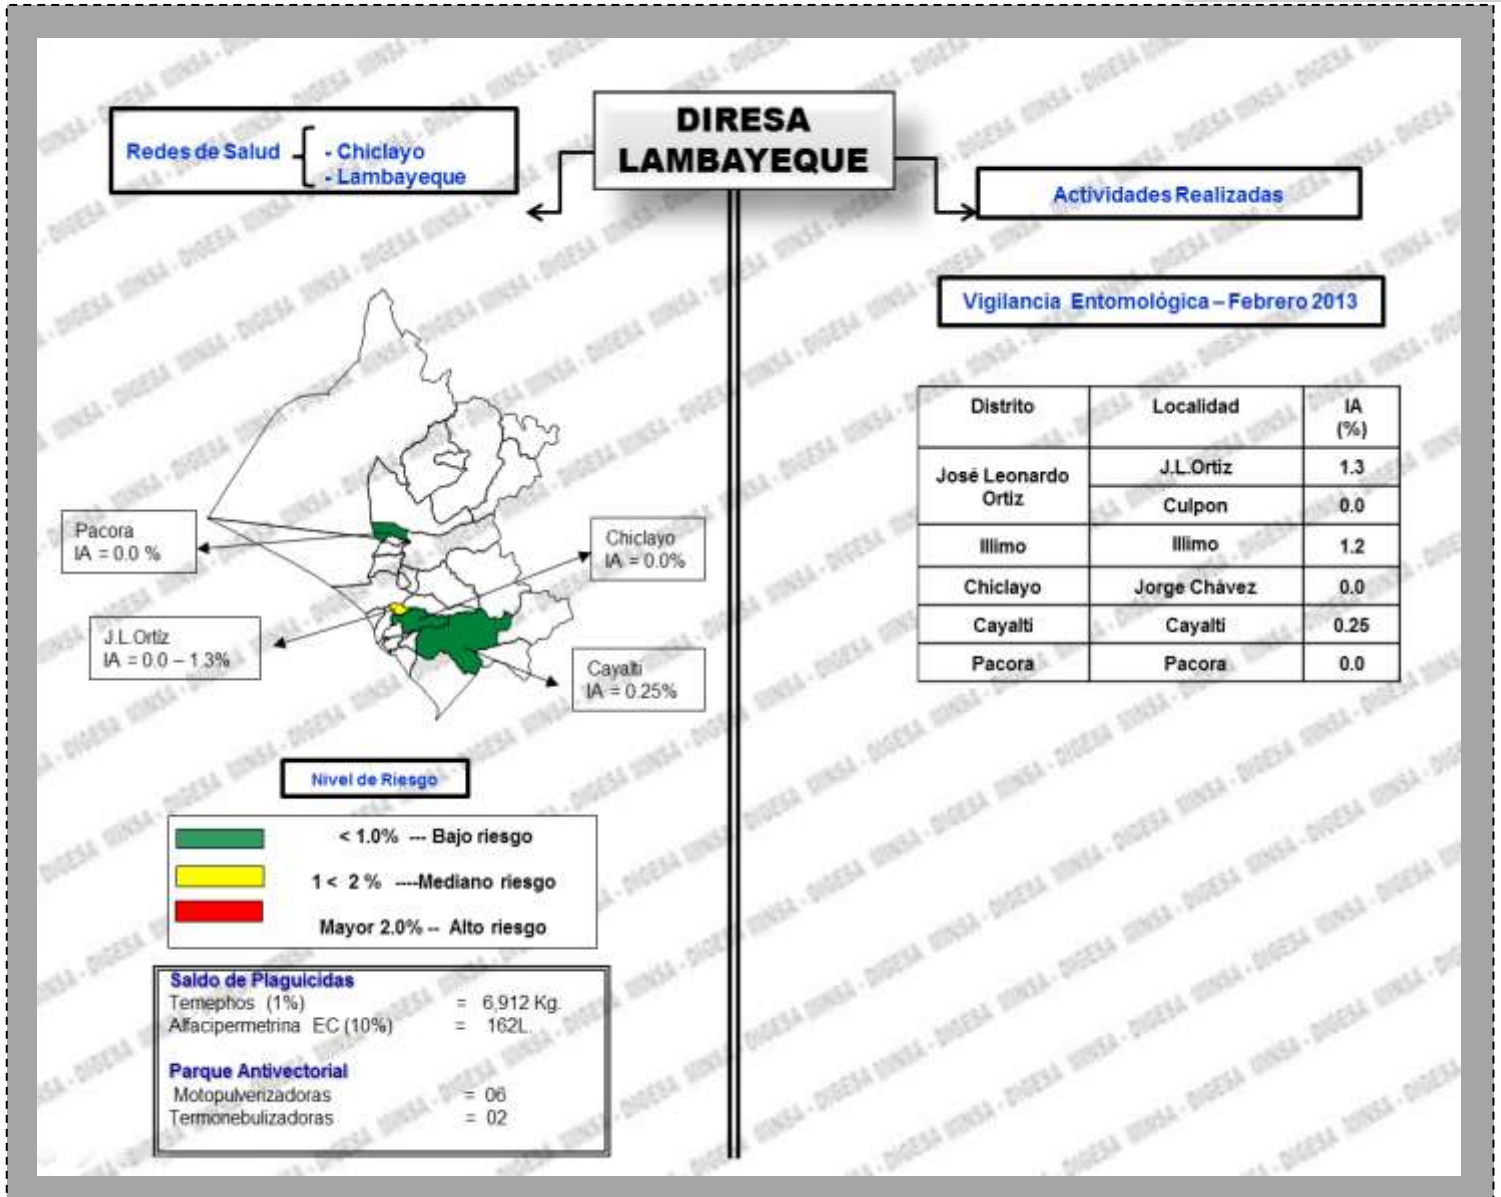 DIRESA
LAMBAYEQUE
Redes de Salud
- Chiclayo
- Lambayeque
Actividades Realizadas
Vigilancia Entomológica – Febrero 2013
Distrito Localidad IA
(%)
José Leonardo
Ortiz
J.L.Ortiz 1.3
Culpon 0.0
Illimo Illimo 1.2
Chiclayo Jorge Chávez 0.0
Cayalti Cayalti 0.25
Pacora Pacora 0.0
Pacora
IA = 0.0 %
Chiclayo
IA = 0.0%
J.L.Ortiz
IA = 0.0 – 1.3%
Cayalti
IA = 0.25%
Nivel de Riesgo
< 1.0% --- Bajo riesgo
1 < 2 % ----Mediano riesgo
Mayor 2.0% -- Alto riesgo
Saldo de Plaguicidas
Temephos (1%) = 6,912 Kg.
Alfacipermetrina EC (10%) = 162L.
Parque Antivectorial
Motopulverizadoras = 06
Termonebulizadoras = 02